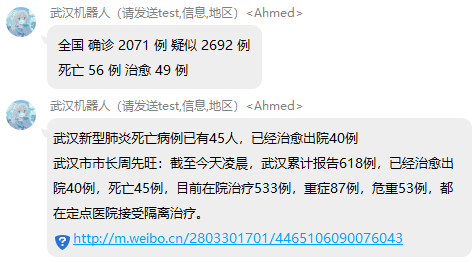 武汉机器人（请发送test,信息,地区）<Ahmed>
全国 确诊 2071 例 疑似 2692 例
死亡 56 例 治愈 49 例
武汉机器人（请发送test,信息,地区）<Ahmed>
武汉新型肺炎死亡病例已有45人，已经治愈出院40例
武汉市市长周先旺：截至今天凌晨，武汉累计报告618例，已经治愈出
院40例，死亡45例，目前在院治疗533例，重症87例，危重53例，都
在定点医院接受隔离治疗。
http://m.weibo.cn/2803301701/4465106090076043